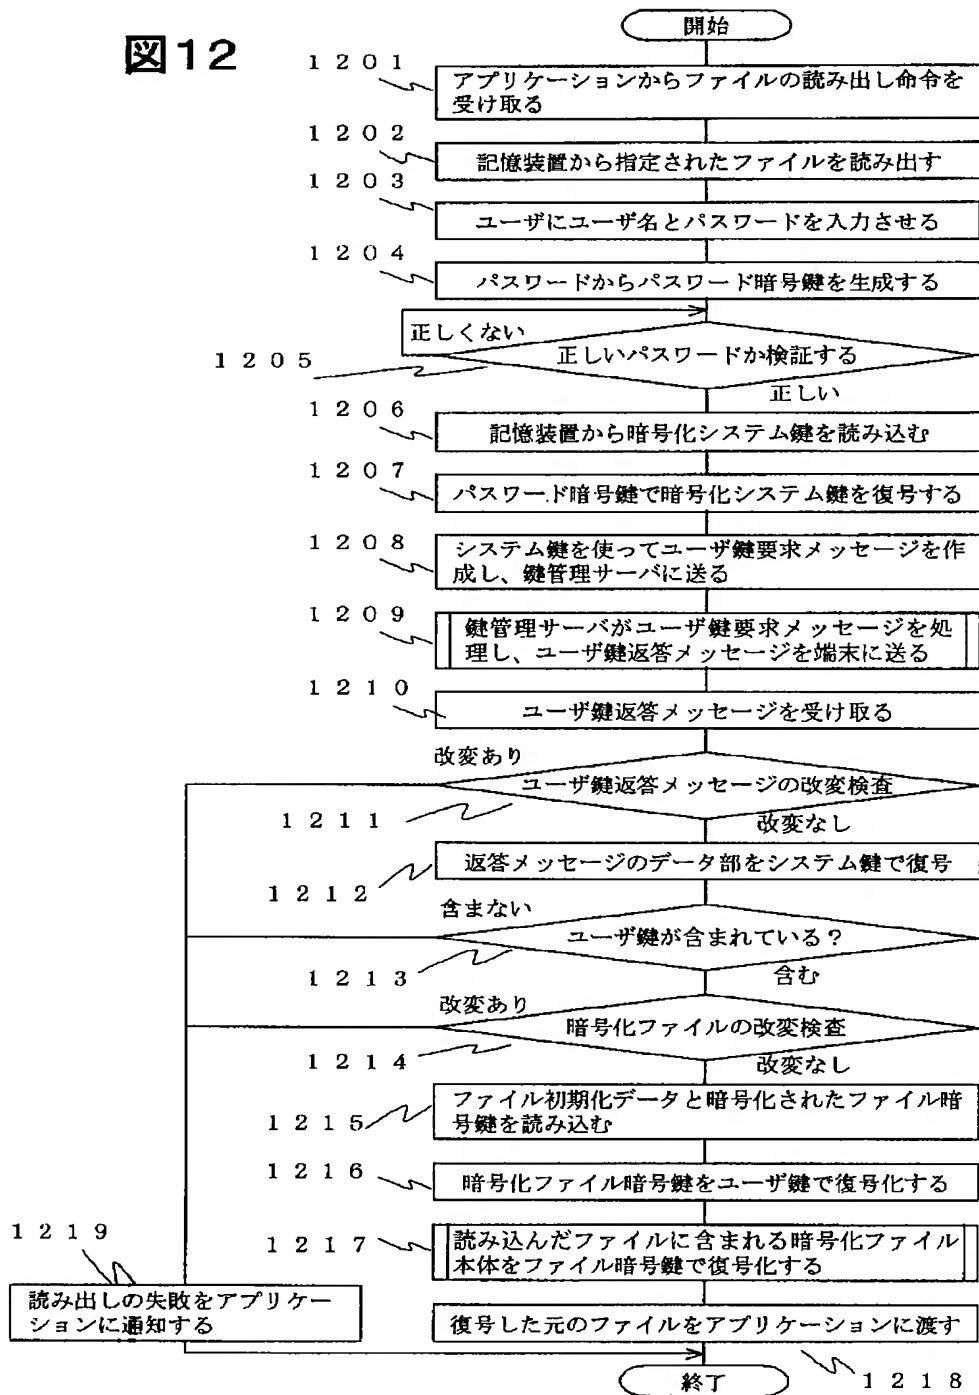 図12
開始
1201
アプリケーションからファイルの読み出し命令を
受け取る
1202
記憶装置から指定されたファイルを読み出す
1203
ユーザにユーザ名とパスワードを入力させる
1204
パスワードからパスワード暗号鍵を生成する
正しくない
正しいパスワードか検証する
1205
正しい
1206
記憶装置から暗号化システム鍵を読み込む
1207
パスワード暗号鍵で暗号化システム鍵を復号する
1208
システム鍵を使ってユーザ鍵要求メッセージを作
成し、鍵管理サーバに送る
1209
鍵管理サーバがユーザ鍵要求メッセージを処
理し、ユーザ鍵返答メッセージを端末に送る
1210
ユーザ鍵返答メッセージを受け取る
改変あり
ユーザ鍵返答メッセージの改変検査
1211
改変なし
返答メッセージのデータ部をシステム鍵で復号
1212
含まない
ユーザ鍵が含まれている？
1213
含む
改変あり
暗号化ファイルの改変検査
1214
改変なし
ファイル初期化データと暗号化されたファイル暗
号鍵を読み込む
1215
1216
暗号化ファイル暗号鍵をユーザ鍵で復号化する
1217
読み込んだファイルに含まれる暗号化ファイル
本体をファイル暗号鍵で復号化する
1219
読み出しの失敗をアプリケー
ションに通知する
復号した元のファイルをアプリケーションに渡す
1218
終了